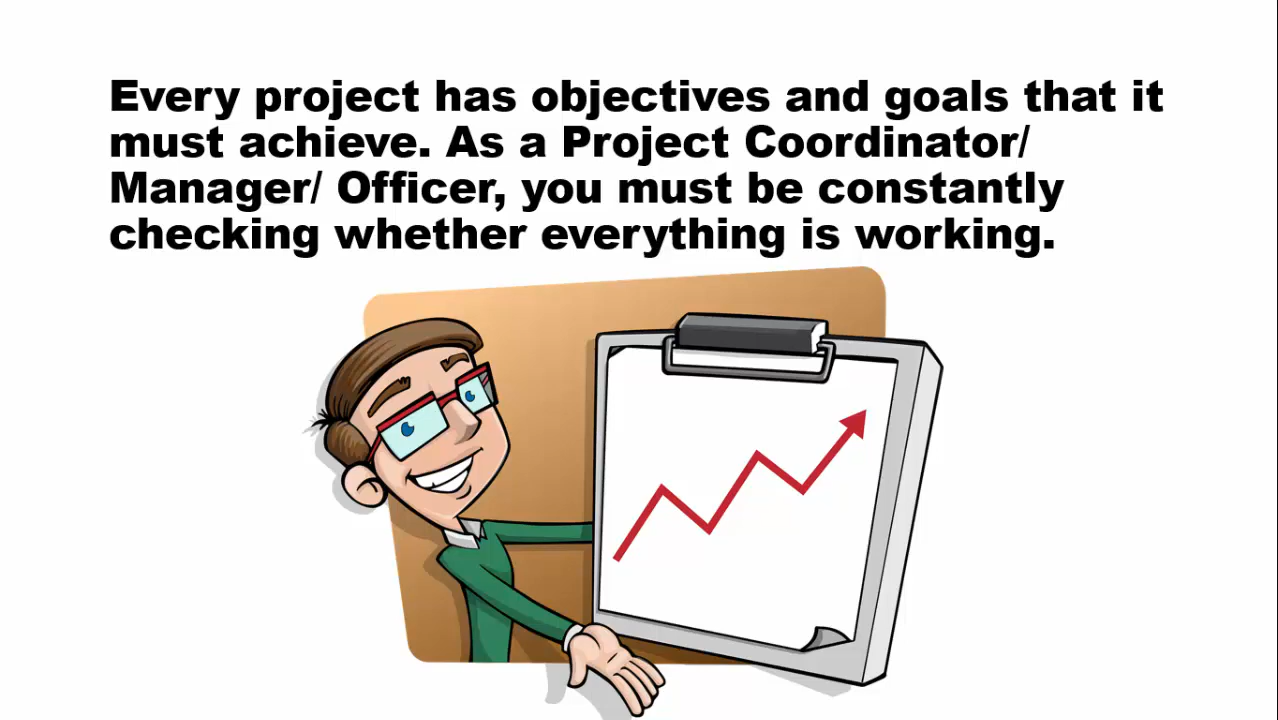 Every project has objectives and goals that it
must achieve. As a Project Coordinator/
Manager/ Officer, you must be constantly
checking whether everything is working.